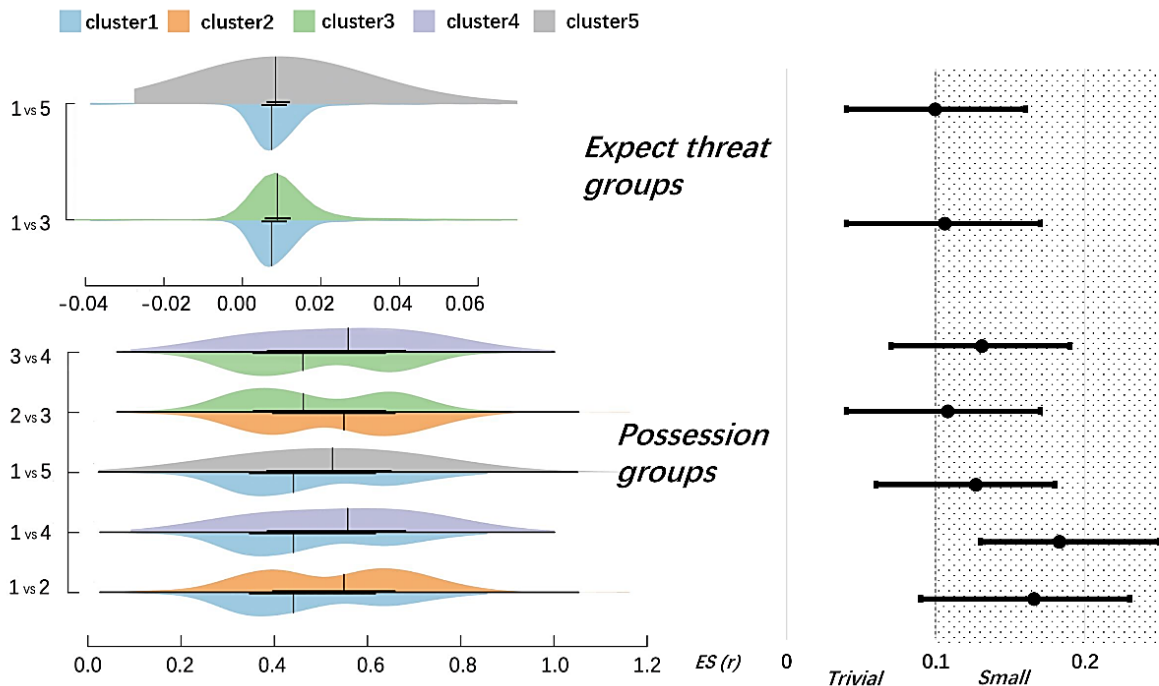 cluster1 cluster2 cluster3 cluster4 cluster5
1 vs 5
Expect threat
groups
1 vs 3
-0.04 -0.02 0.00 0.02 0.04 0.06
3 vs 4
2 vs 3
Possession
groups
1 vs 5
1 vs 4
1 vs 2
0.0 0.2 0.4 0.6 0.8 1.0 1.2 ES (r) 0 0.1 0.2
Trivial Small